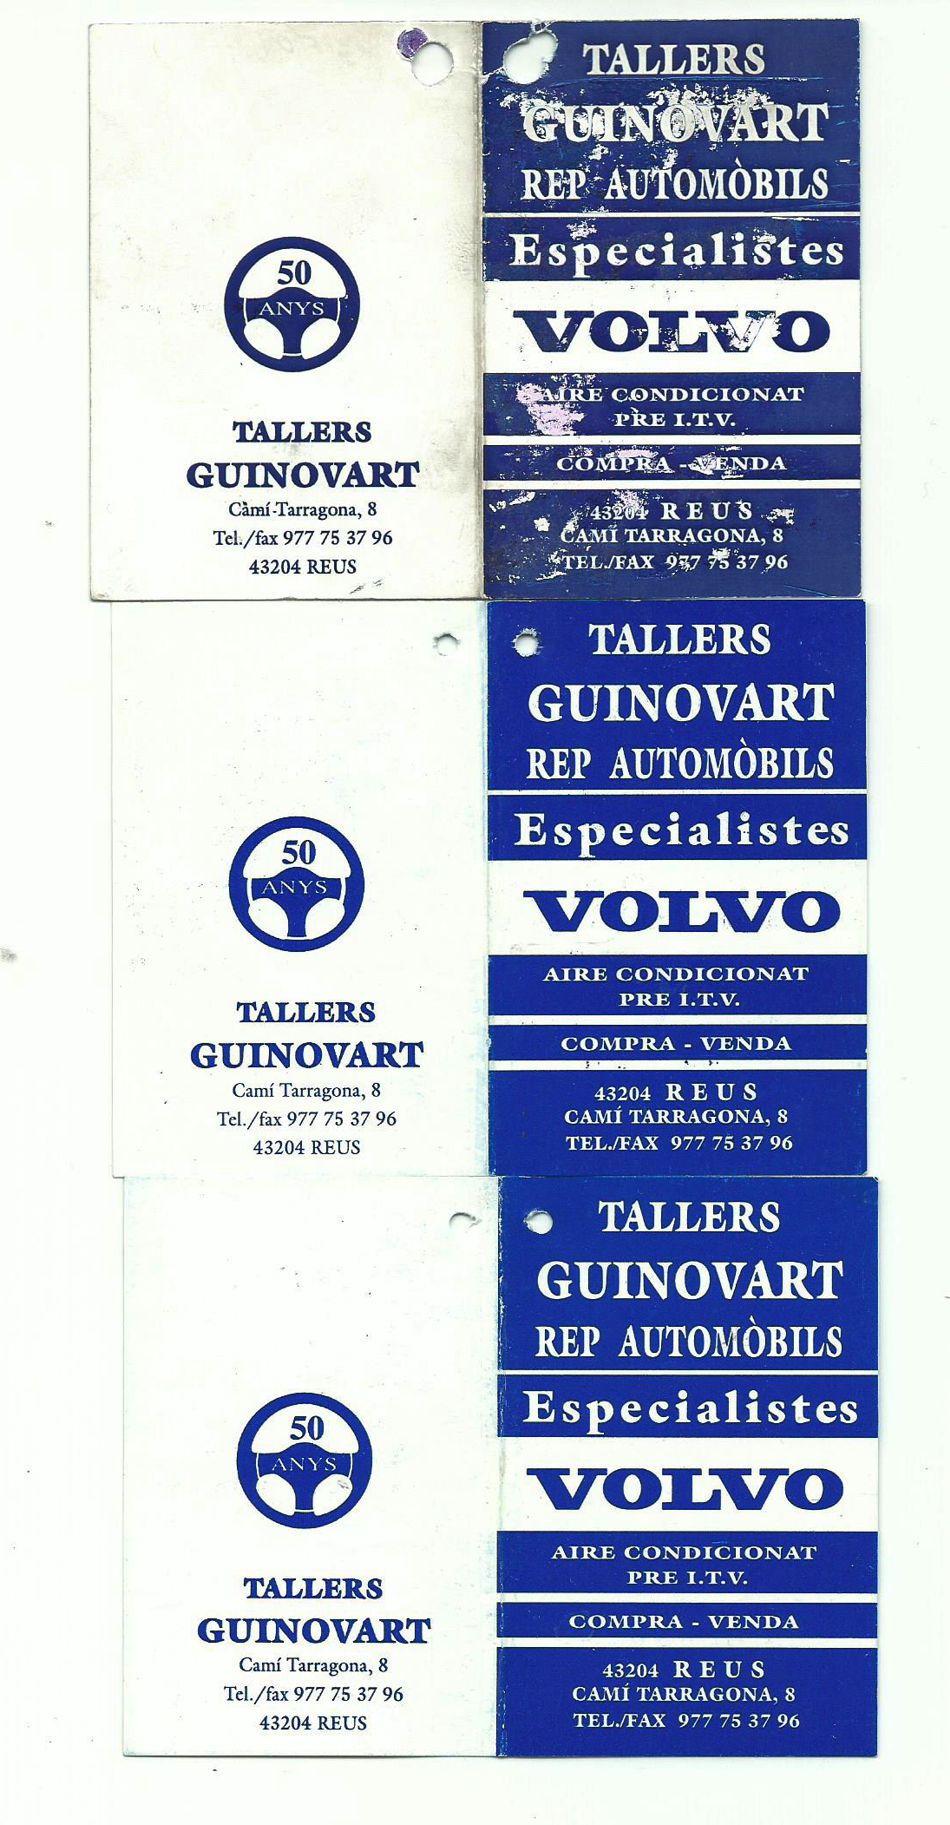 50
ANYS
TALLERS
GUINOVART
Camí Tarragona, 8
Tel./fax 977 75 37 96
43204 REUS
TALLERS
GUINOVART
REP AUTOMÒBILS
Especialistes
VOLVO
AIRE CONDICIONAT
PRE I.T.V.
COMPRA - VENDA
43204 REUS
CAMÍ TARRAGONA, 8
TEL./FAX 977 75 37 96
50
ANYS
TALLERS
GUINOVART
Camí Tarragona, 8
Tel./fax 977 75 37 96
43204 REUS
TALLERS
GUINOVART
REP AUTOMÒBILS
Especialistes
VOLVO
AIRE CONDICIONAT
PRE I.T.V.
COMPRA - VENDA
43204 REUS
CAMÍ TARRAGONA, 8
TEL./FAX 977 75 37 96
50
ANYS
TALLERS
GUINOVART
Camí Tarragona, 8
Tel./fax 977 75 37 96
43204 REUS
TALLERS
GUINOVART
REP AUTOMÒBILS
Especialistes
VOLVO
AIRE CONDICIONAT
PRE I.T.V.
COMPRA - VENDA
43204 REUS
CAMÍ TARRAGONA, 8
TEL./FAX 977 75 37 96